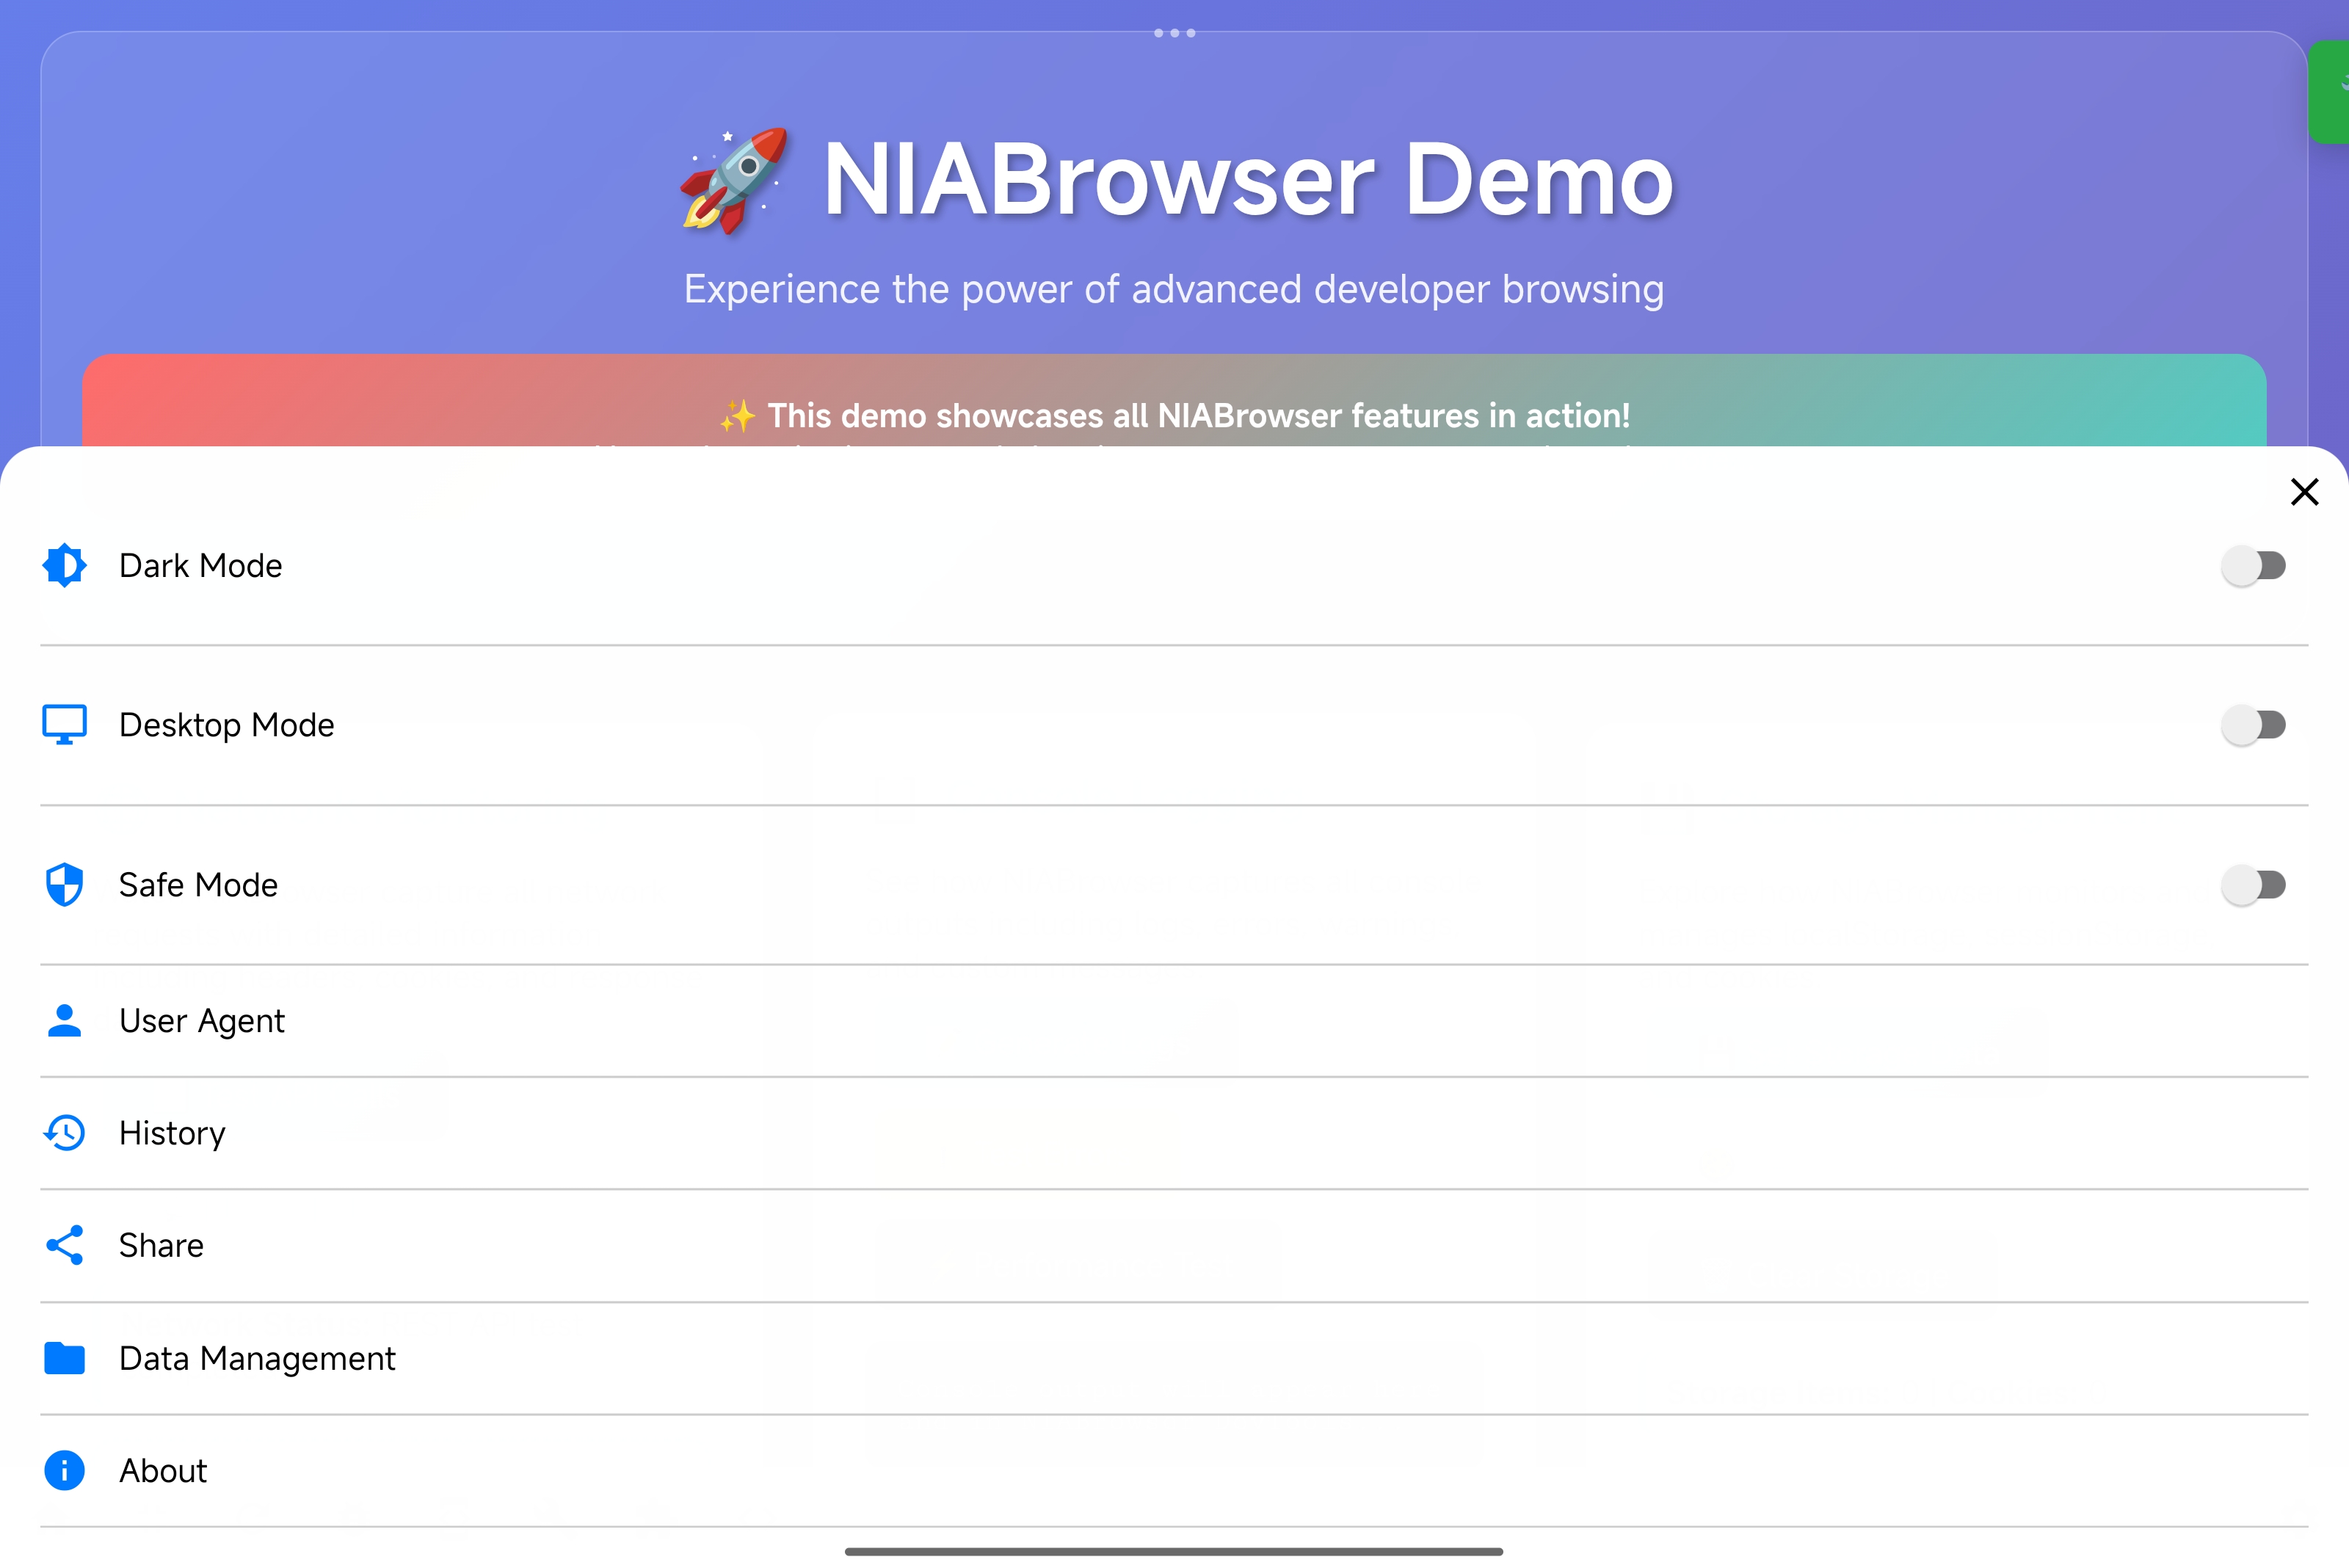 NIABrowser Demo
Experience the power of advanced developer browsing
This demo showcases all NIABrowser features in action!
Dark Mode
Desktop Mode
Safe Mode
User Agent
History
Share
Data Management
About